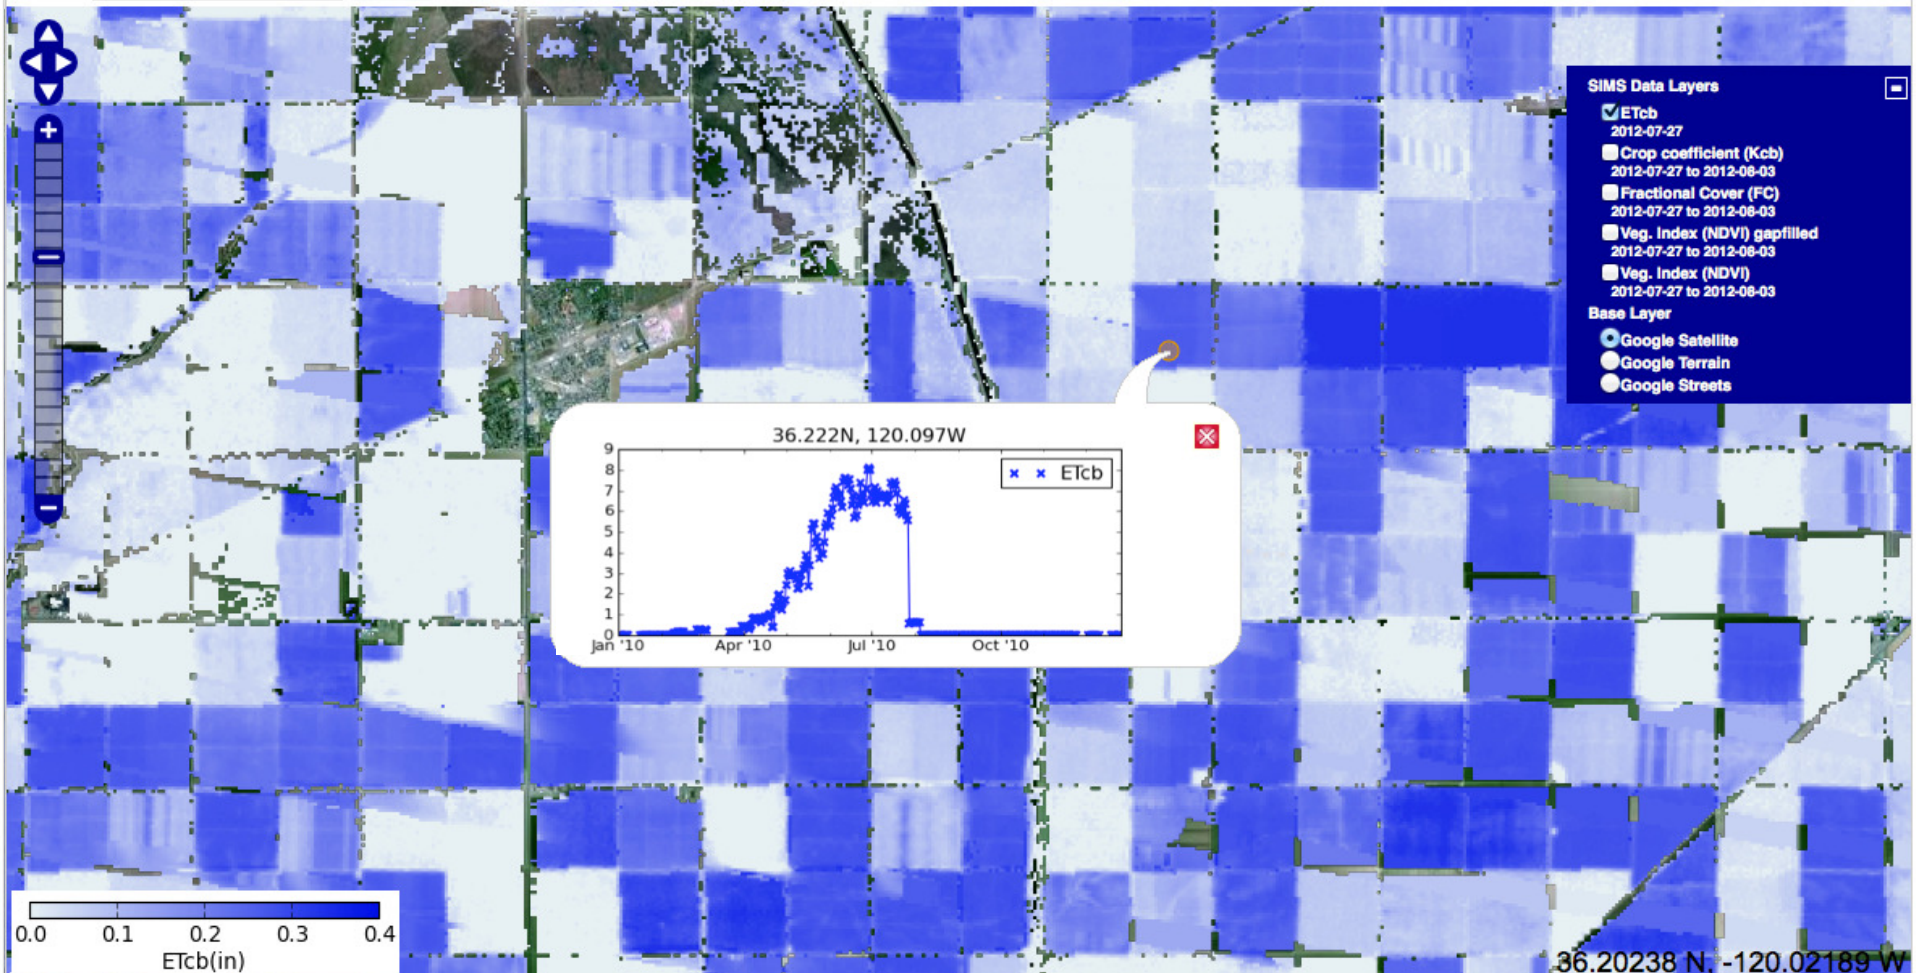 SIMS Data Layers
ETcb
2012-07-27
Crop coefficient (Kcb)
2012-07-27 to 2012-08-03
Fractional Cover (FC)
2012-07-27 to 2012-08-03
Veg. Index (NDVI) gapfilled
2012-07-27 to 2012-08-03
Veg. Index (NDVI)
2012-07-27 to 2012-08-03
Base Layer
Google Satellite
Google Terrain
Google Streets
36.222N, 120.097W
ETcb
9
8
7
6
5
4
3
2
1
0
Jan '10 Apr '10 Jul '10 Oct '10
0.0 0.1 0.2 0.3 0.4
ETcb(in)
36.20238 N, -120.02189 W